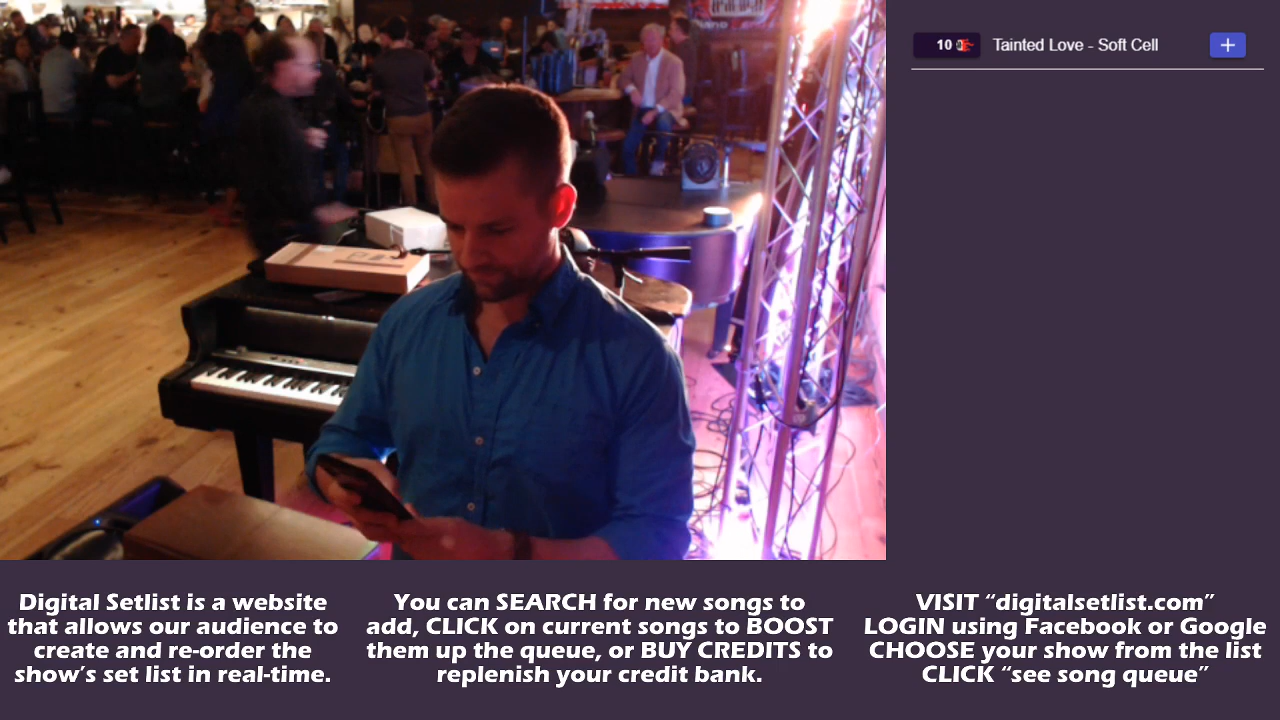 10 Tainted Love - Soft Cell +
Digital Setlist is a website
that allows our audience to
create and re-order the
show's set list in real-time.
You can SEARCH for new songs to
add, CLICK on current songs to BOOST
them up the queue, or BUY CREDITS to
replenish your credit bank.
VISIT “digitalsetlist.com”
LOGIN using Facebook or Google
CHOOSE your show from the list
CLICK “see song queue”